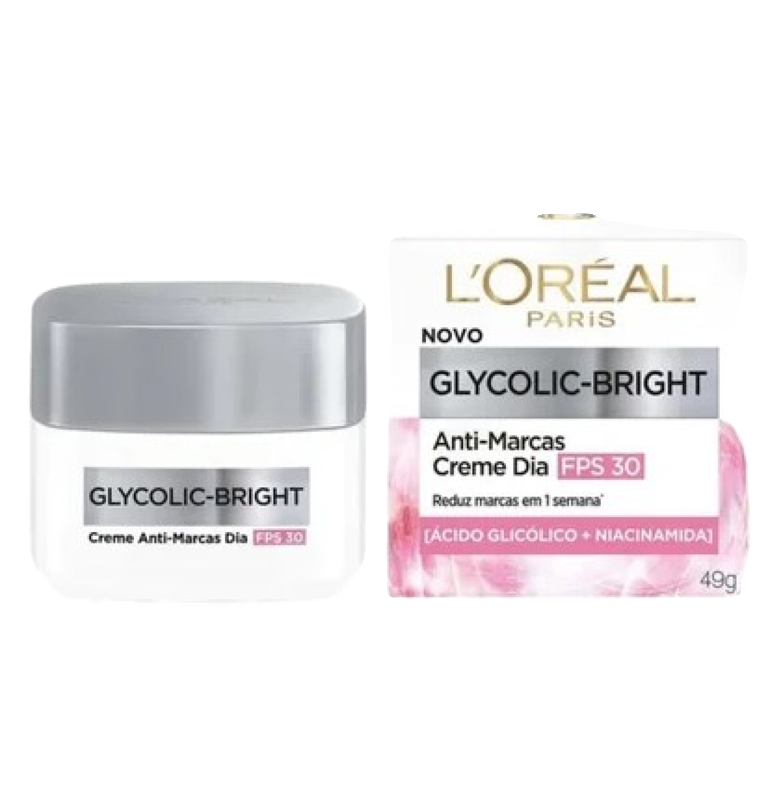 GLYCOLIC-BRIGHT
Creme Anti-Marcas Dia FPS 30
L'ORÉAL
PARiS
NOVO
GLYCOLIC-BRIGHT
Anti-Marcas
Creme Dia FPS 30
Reduz marcas em 1 semana*
[ÁCIDO GLICÓLICO + NIACINAMIDA]
49g